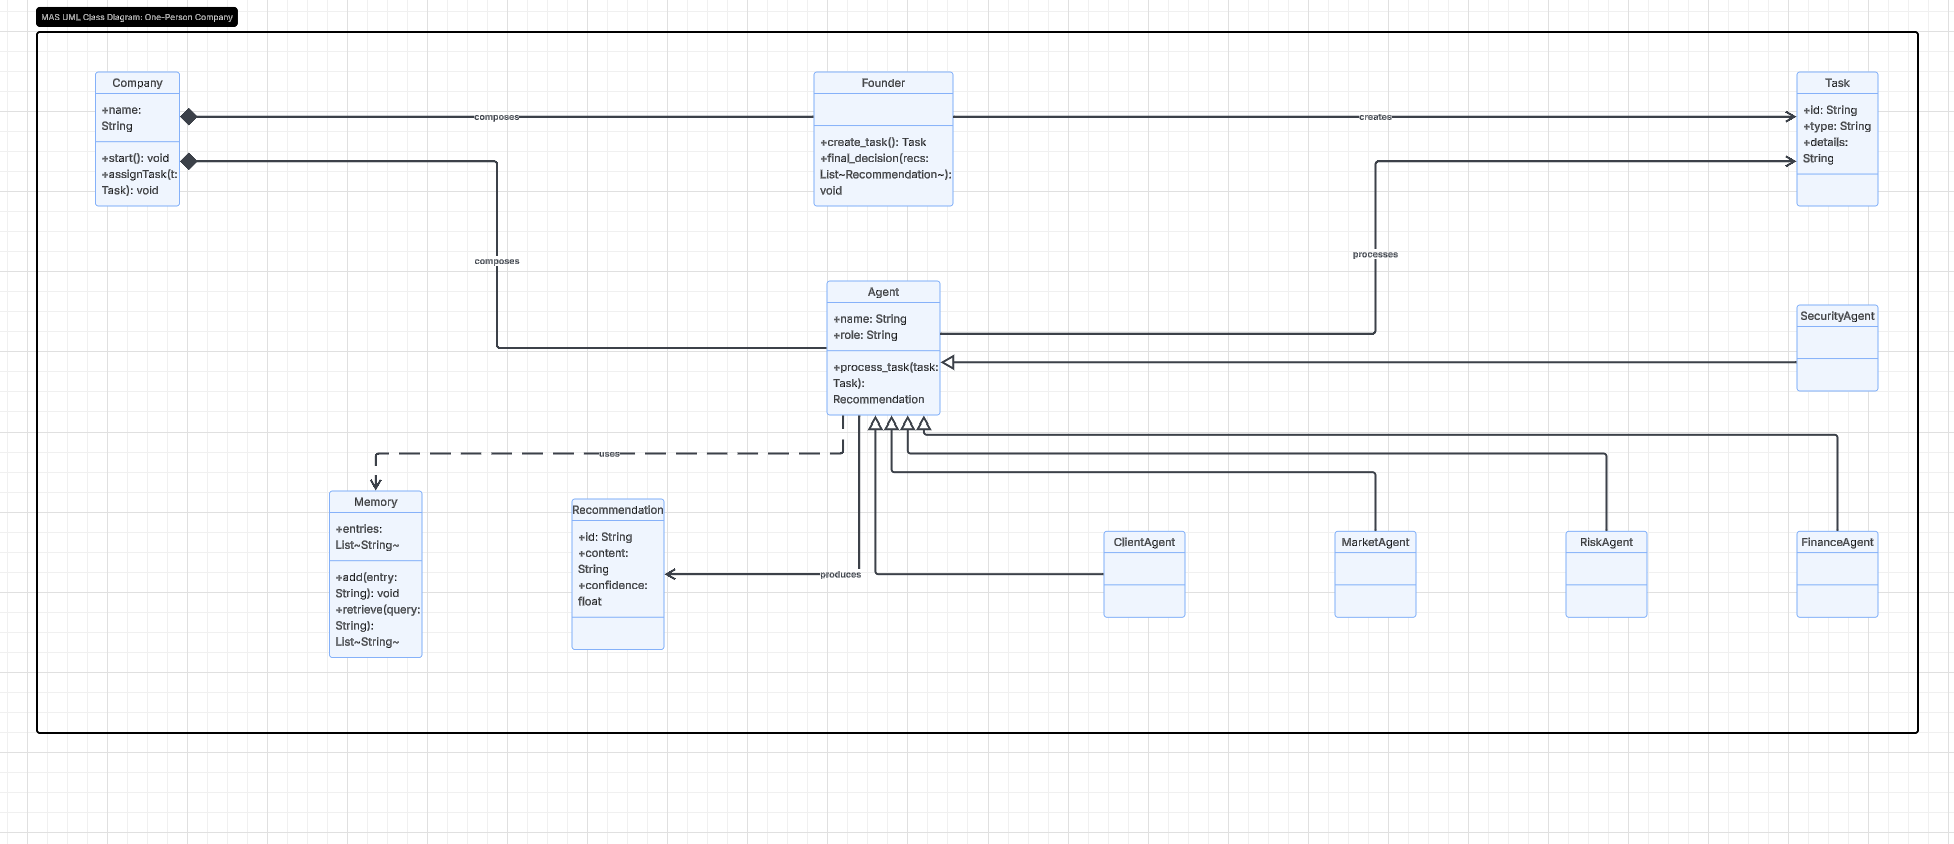 MAS UML Class Diagram: One-Person Company
Company
+name:
String
+start(): void
+assignTask(t:
Task): void
composes
Founder
+create_task(): Task
+final_decision(recs:
List~Recommendation~):
void
creates
Task
+id: String
+type: String
+details:
String
composes
processes
Agent
+name: String
+role: String
+process_task(task:
Task):
Recommendation
SecurityAgent
uses
Memory
+entries:
List~String~
+add(entry:
String): void
+retrieve(query:
String):
List~String~
Recommendation
+id: String
+content:
String
+confidence:
float
produces
ClientAgent
MarketAgent
RiskAgent
FinanceAgent